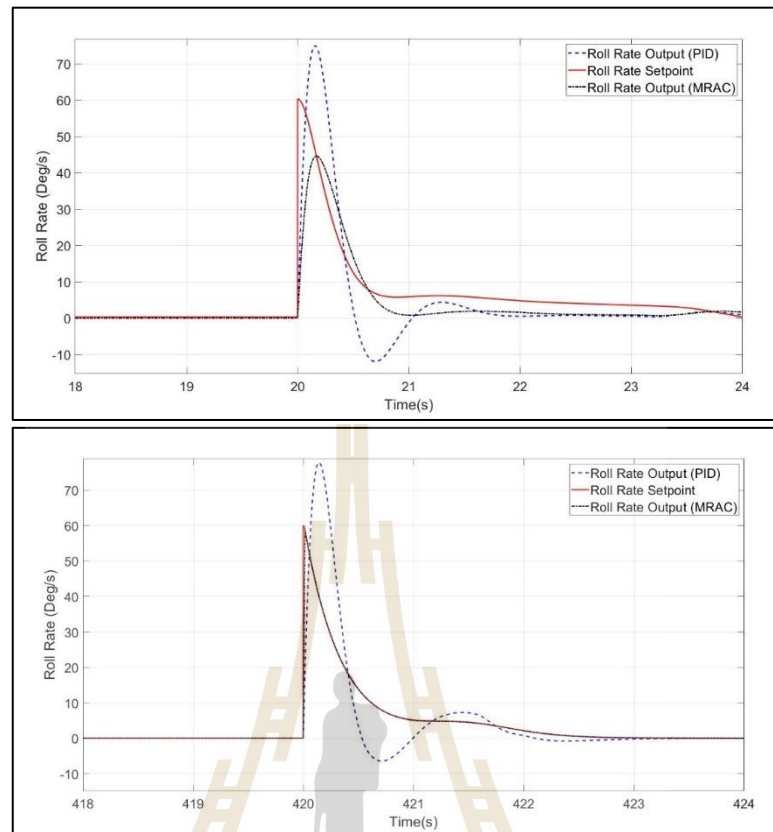 Roll Rate Output (PID)
Roll Rate Setpoint
Roll Rate Output (MRAC)
Roll Rate (Deg/s)
70
60
50
40
30
20
10
0
-10
18 19 20 21 22 23 24
Time(s)
Roll Rate Output (PID)
Roll Rate Setpoint
Roll Rate Output (MRAC)
Roll Rate (Deg/s)
70
60
50
40
30
20
10
0
-10
418 419 420 421 422 423 424
Time(s)